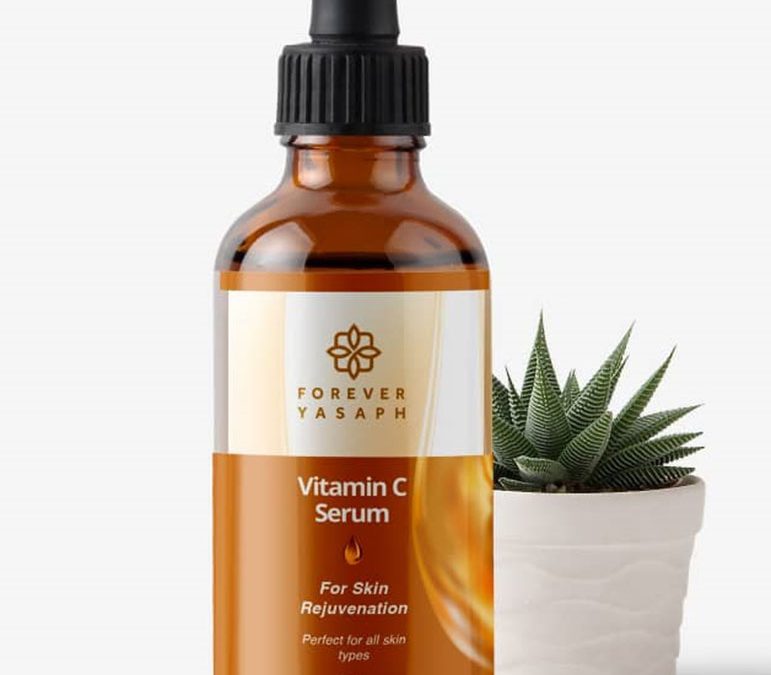 FOREVER
YASAPH
Vitamin C
Serum
For Skin
Rejuvenation
Perfect for all skin
types